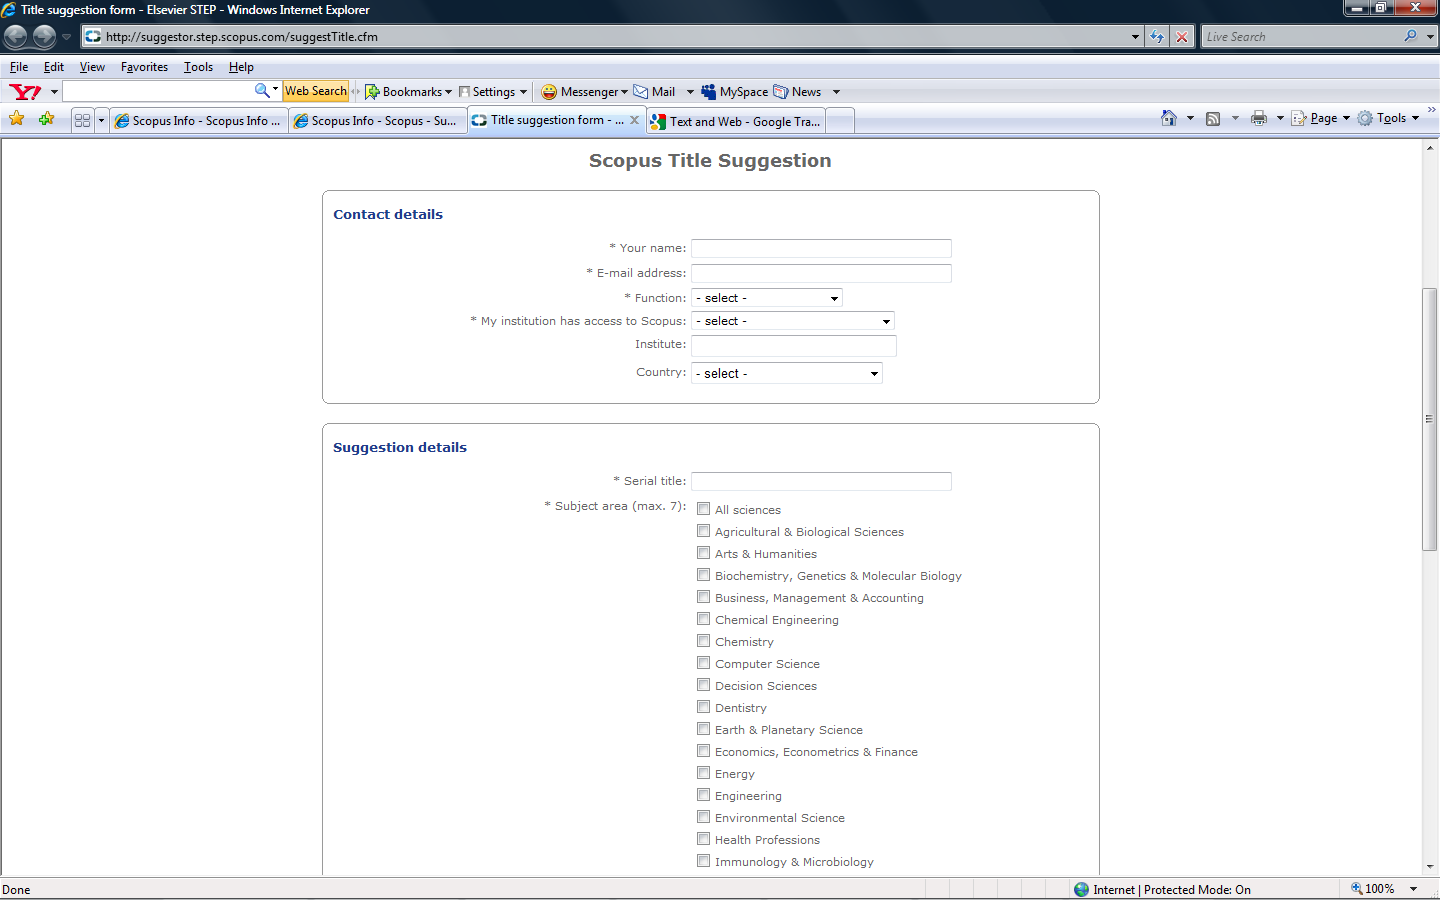 Title suggestion form - Elsevier STEP - Windows Internet Explorer
http://suggestor.step.scopus.com/suggestTitle.cfm
Live Search
File Edit View Favorites Tools Help
Y! Web Search Bookmarks Settings Messenger Mail MySpace News
Scopus Info - Scopus Info ... Scopus Info - Scopus - Su... Title suggestion form - ... Text and Web - Google Tra... Page Tools
Scopus Title Suggestion
Contact details
* Your name:
* E-mail address:
* Function: - select -
* My institution has access to Scopus: - select -
Institute:
Country: - select -
Suggestion details
* Serial title:
* Subject area (max. 7): All sciences
Agricultural & Biological Sciences
Arts & Humanities
Biochemistry, Genetics & Molecular Biology
Business, Management & Accounting
Chemical Engineering
Chemistry
Computer Science
Decision Sciences
Dentistry
Earth & Planetary Science
Economics, Econometrics & Finance
Energy
Engineering
Environmental Science
Health Professions
Immunology & Microbiology
Done Internet | Protected Mode: On 100%